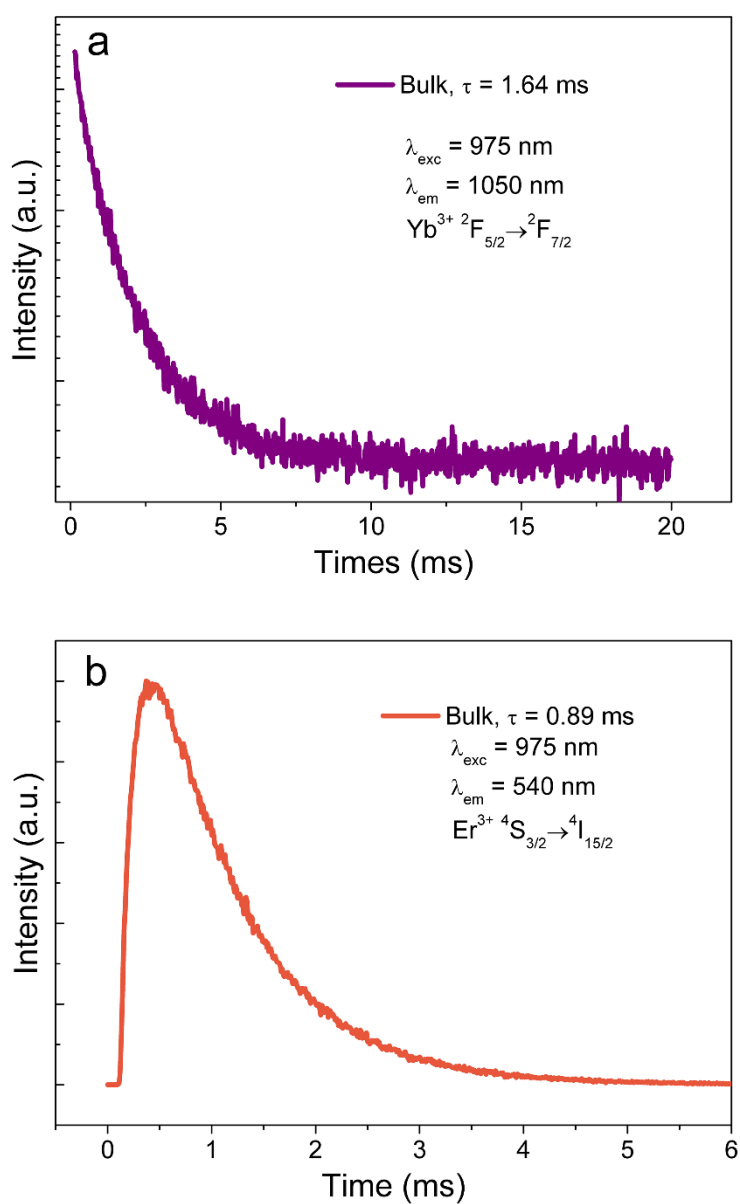 a
Bulk, τ = 1.64 ms
λexc = 975 nm
λem = 1050 nm
Yb3+ 2F5/2→2F7/2
Intensity (a.u.)
0 5 10 15 20
Times (ms)
b
Bulk, τ = 0.89 ms
λexc = 975 nm
λem = 540 nm
Er3+ 4S3/2→4I15/2
Intensity (a.u.)
0 1 2 3 4 5 6
Time (ms)